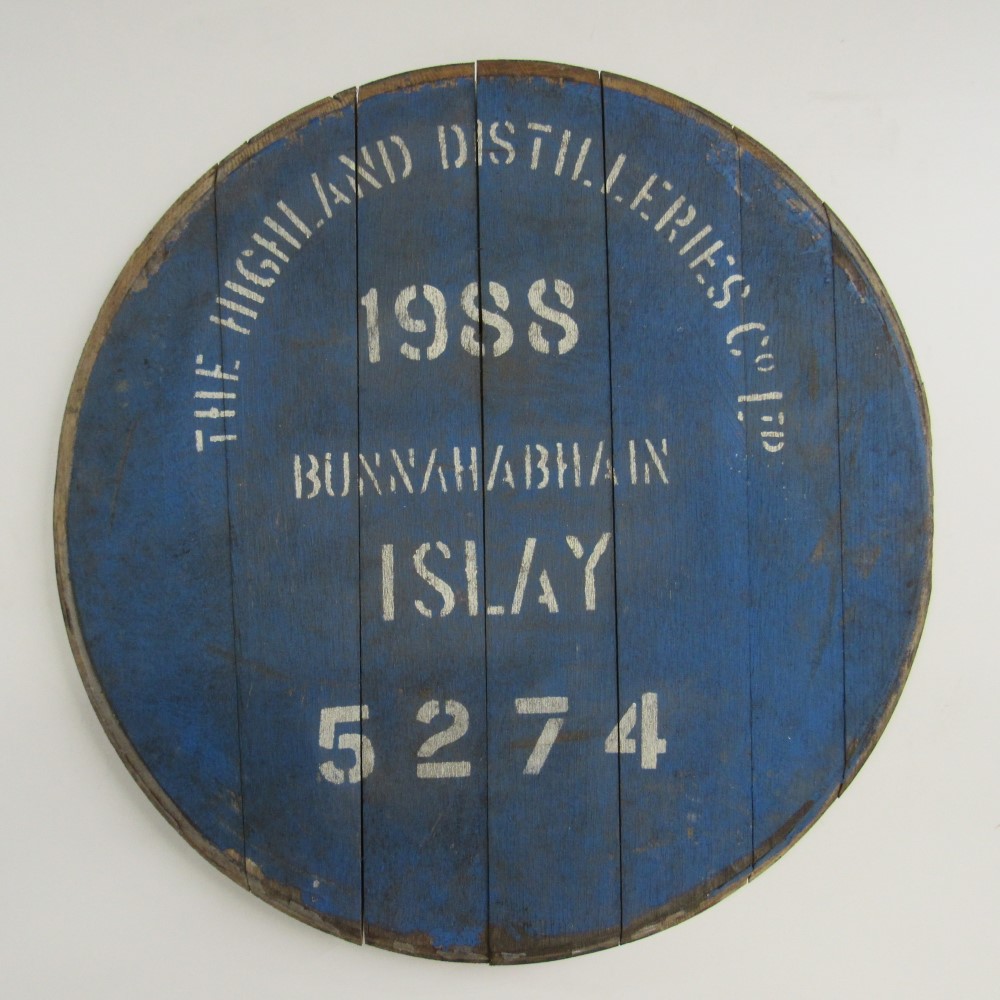 THE HIGHLAND DISTILLERIES Co LTD
1988
BUNNAHABHAIN
ISLAY
5274